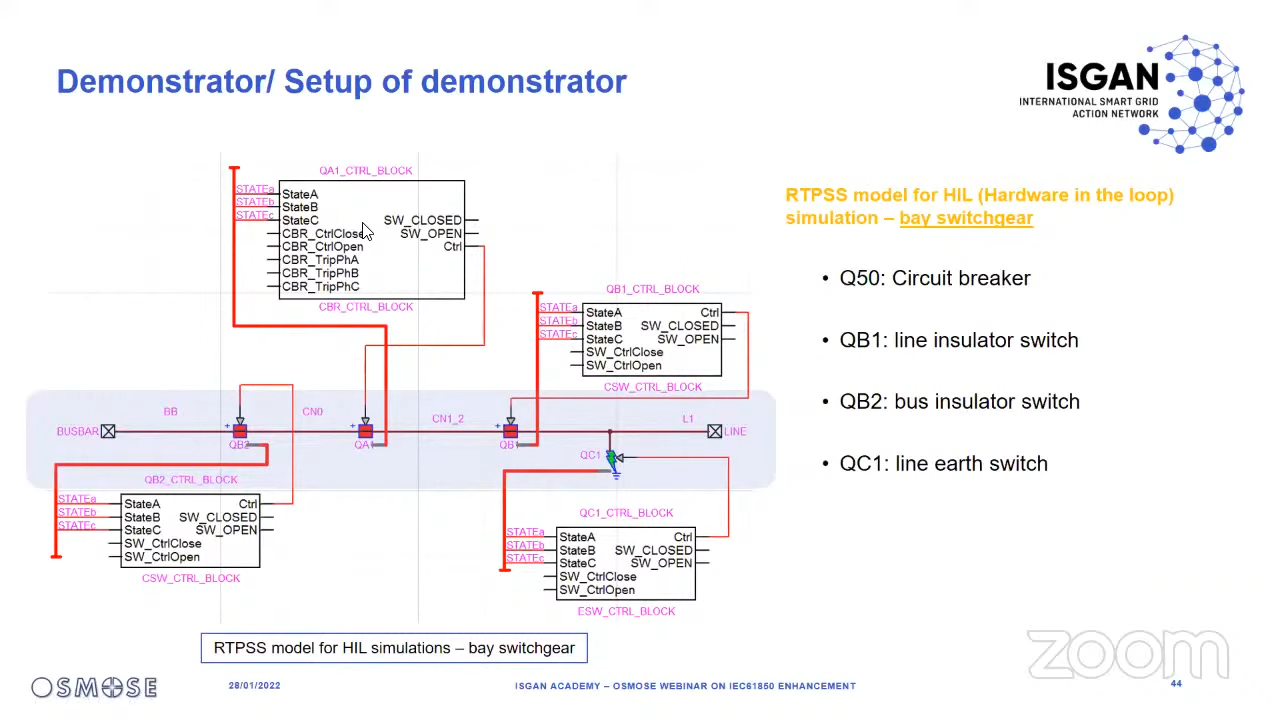 Demonstrator/ Setup of demonstrator
ISGAN
INTERNATIONAL SMART GRID
ACTION NETWORK
QA1_CTRL_BLOCK
STATEa
STATEb
STATEc
StateA
StateB
StateC
CBR_CtrlClose
CBR_CtrlOpen
CBR_TripPhA
CBR_TripPhB
CBR_TripPhC
SW_CLOSED
SW_OPEN
Ctrl
CBR_CTRL_BLOCK
QB1_CTRL_BLOCK
STATEa
STATEb
STATEc
StateA
StateB
StateC
SW_CtrlClose
SW_CtrlOpen
Ctrl
SW_CLOSED
SW_OPEN
CSW_CTRL_BLOCK
BB
CN0
CN1_2
L1
BUSBAR
QB2
QA1
QB1
LINE
QC1
QB2_CTRL_BLOCK
STATEa
STATEb
STATEc
StateA
StateB
StateC
SW_CtrlClose
SW_CtrlOpen
Ctrl
SW_CLOSED
SW_OPEN
CSW_CTRL_BLOCK
QC1_CTRL_BLOCK
STATEa
STATEb
STATEc
StateA
StateB
StateC
SW_CtrlClose
SW_CtrlOpen
Ctrl
SW_CLOSED
SW_OPEN
ESW_CTRL_BLOCK
RTPSS model for HIL simulations – bay switchgear
RTPSS model for HIL (Hardware in the loop)
simulation – bay switchgear
• Q50: Circuit breaker
• QB1: line insulator switch
• QB2: bus insulator switch
• QC1: line earth switch
zoom
OSMOSE
28/01/2022
ISGAN ACADEMY – OSMOSE WEBINAR ON IEC61850 ENHANCEMENT
44